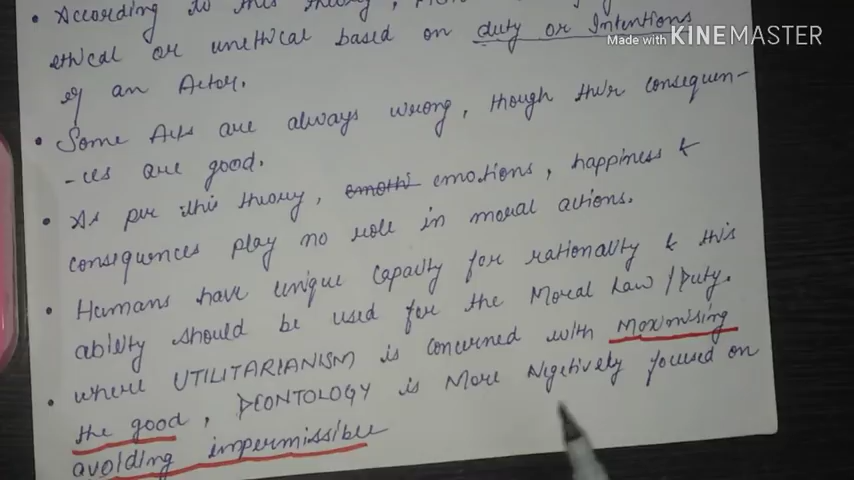 • According to this theory,
ethical or unethical based on duty or Intentions
of an Actor.
• Some Acts are always wrong, though their consequen-
-ces are good.
• As per this theory, emotions, happiness &
consequences play no role in moral actions.
• Humans have unique capacity for rationality & this
ability should be used for the Moral Law / Duty.
• where UTILITARIANISM is concerned with Maximising
the good, DEONTOLOGY is More Negetively focused on
avoiding impermissible
Made with KINEMASTER